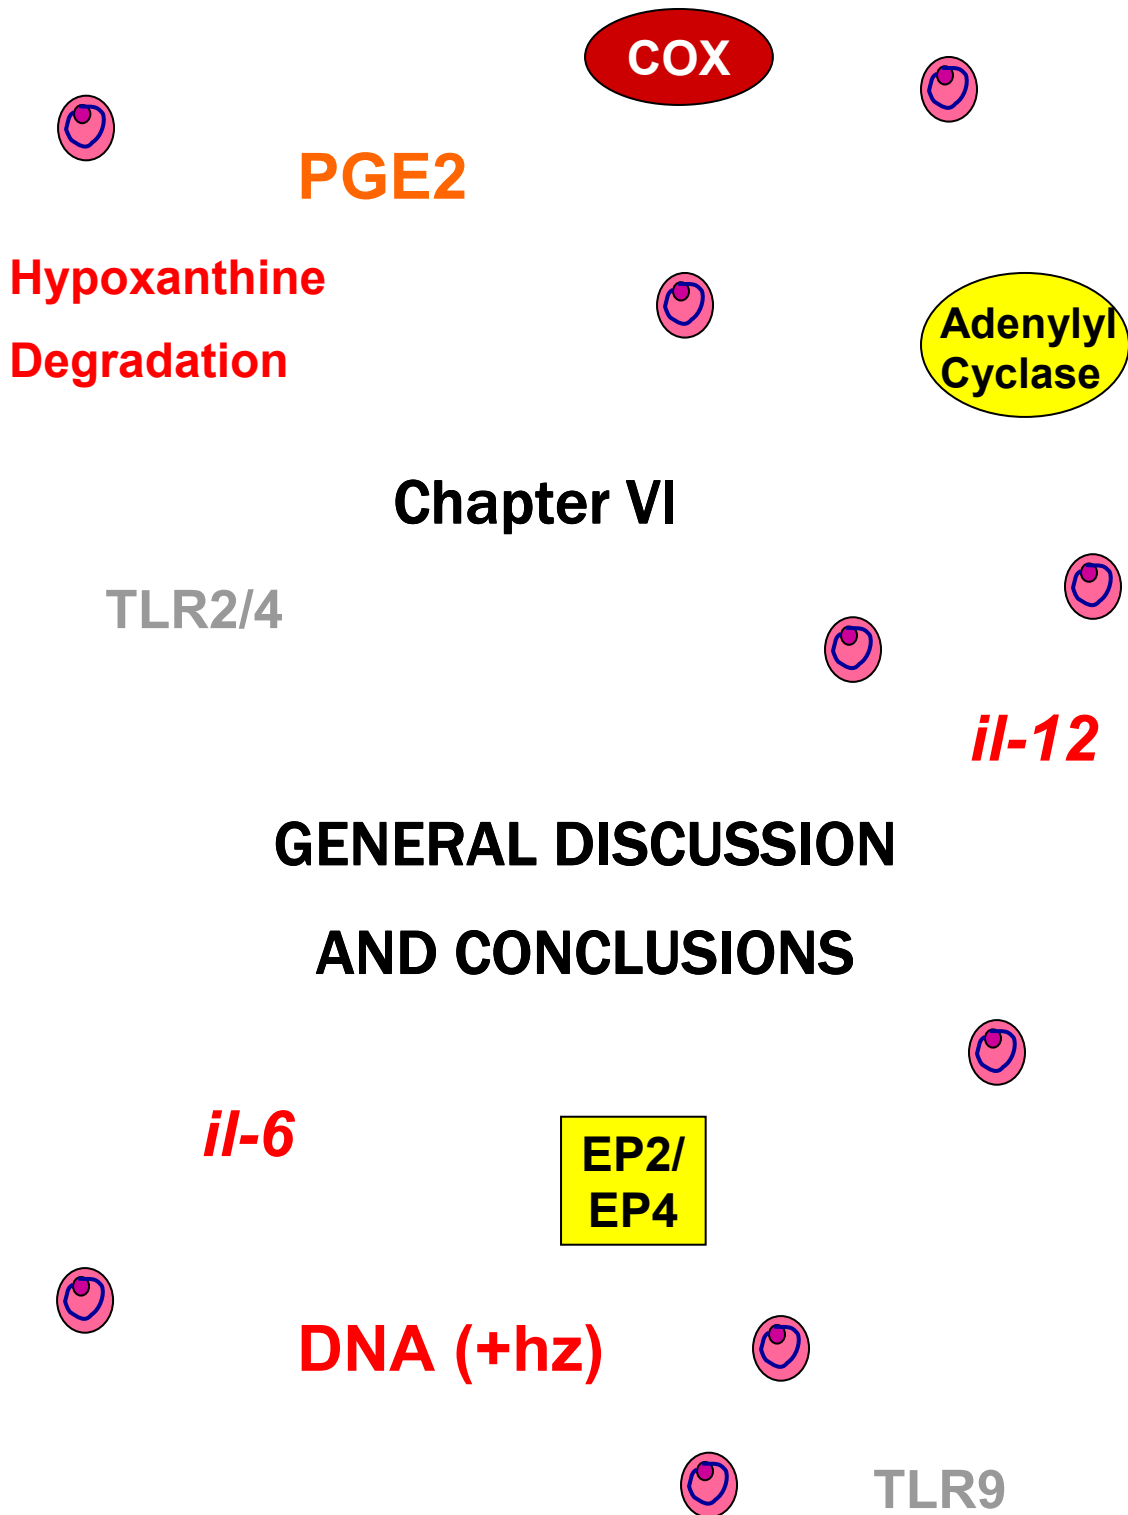 COX
PGE2
Hypoxanthine
Degradation
Adenylyl
Cyclase
Chapter VI
TLR2/4
il-12
GENERAL DISCUSSION
AND CONCLUSIONS
il-6
EP2/
EP4
DNA (+hz)
TLR9